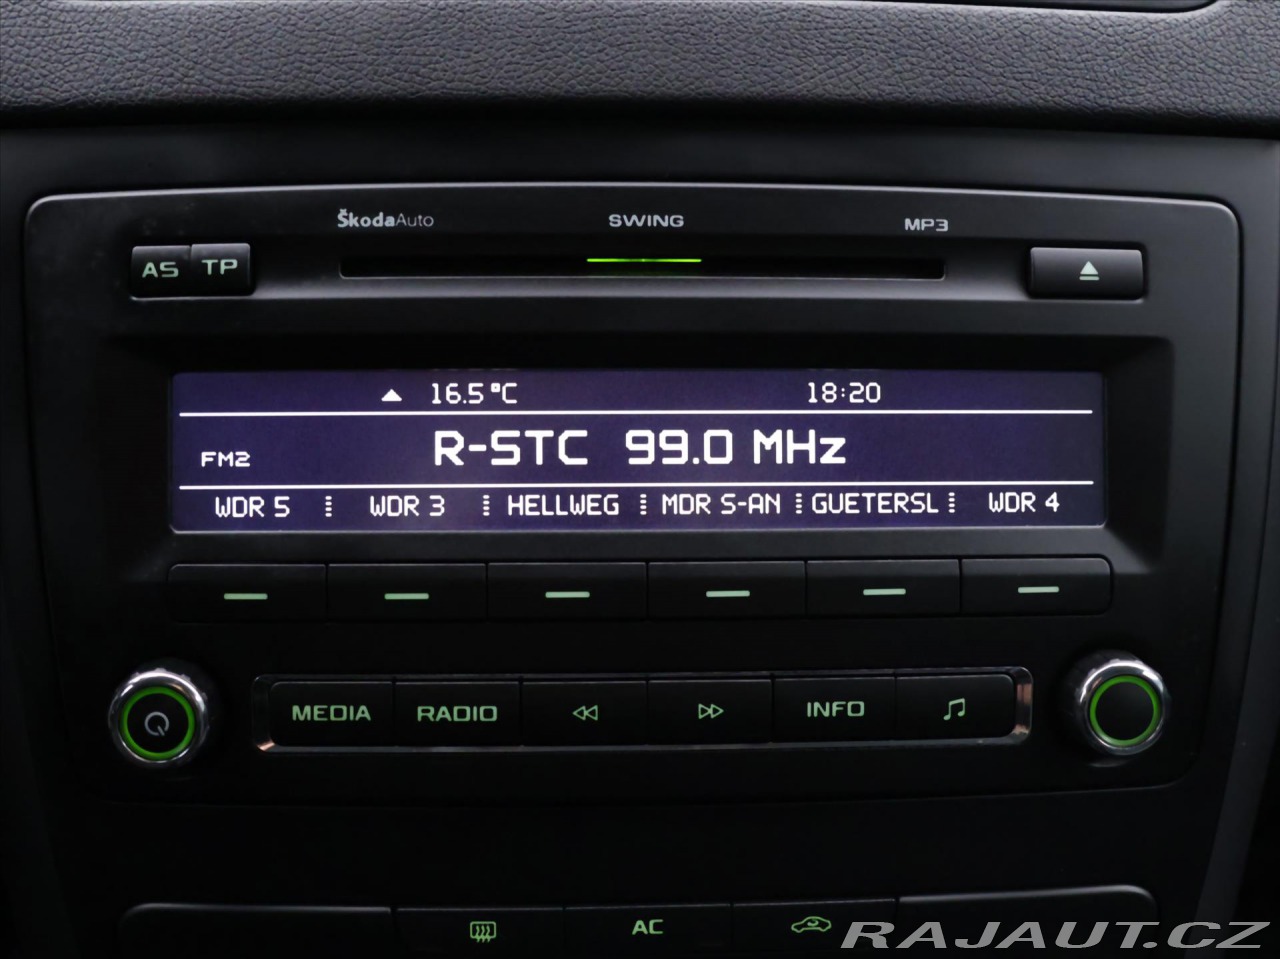 ŠkodaAuto SWING MP3
AS TP
16.5°C 18:20
FM2 R-STC 99.0 MHz
WDR 5 WDR 3 HELLWEG MDR S-AN GUETERSL WDR 4
MEDIA RADIO INFO
AC
RAJAUT.CZ